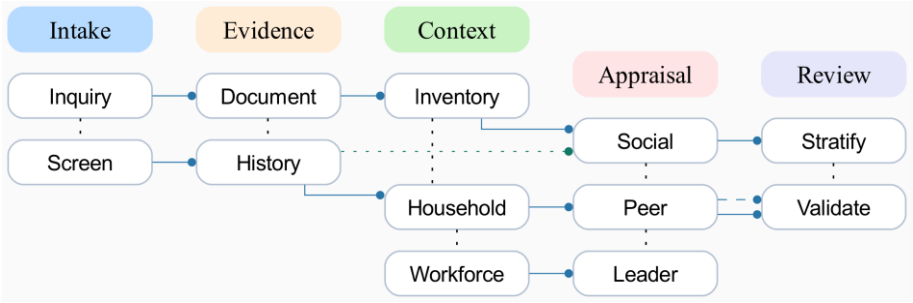 Intake
Evidence
Context
Appraisal
Review
Inquiry
Document
Inventory
Social
Stratify
Screen
History
Household
Peer
Validate
Workforce
Leader